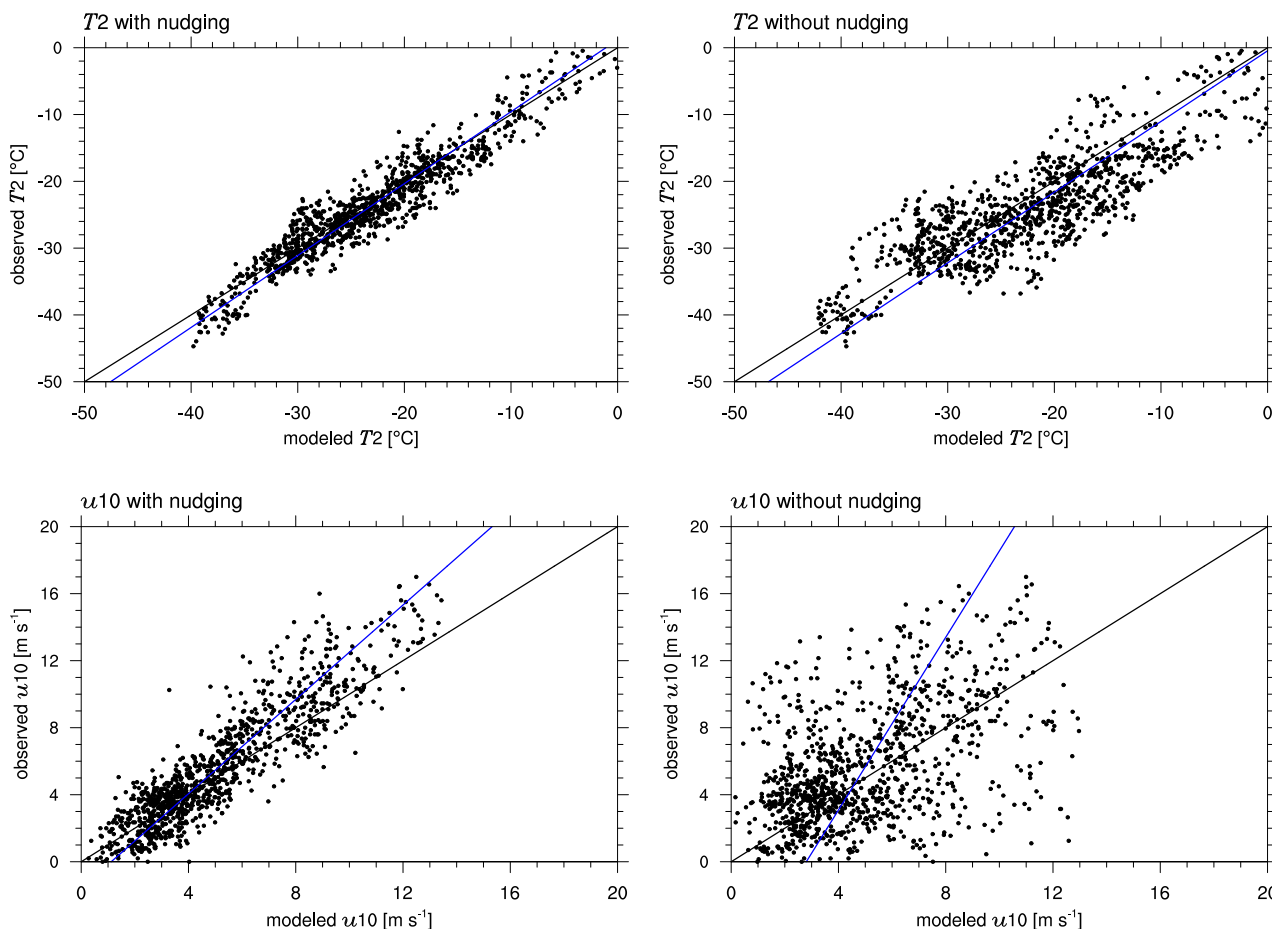 T2 with nudging
0
-10
-20
-30
-40
-50
observed T2 [°C]
-50 -40 -30 -20 -10 0
modeled T2 [°C]
T2 without nudging
0
-10
-20
-30
-40
-50
observed T2 [°C]
-50 -40 -30 -20 -10 0
modeled T2 [°C]
u10 with nudging
20
16
12
8
4
0
observed u10 [m s⁻¹]
0 4 8 12 16 20
modeled u10 [m s⁻¹]
u10 without nudging
20
16
12
8
4
0
observed u10 [m s⁻¹]
0 4 8 12 16 20
modeled u10 [m s⁻¹]